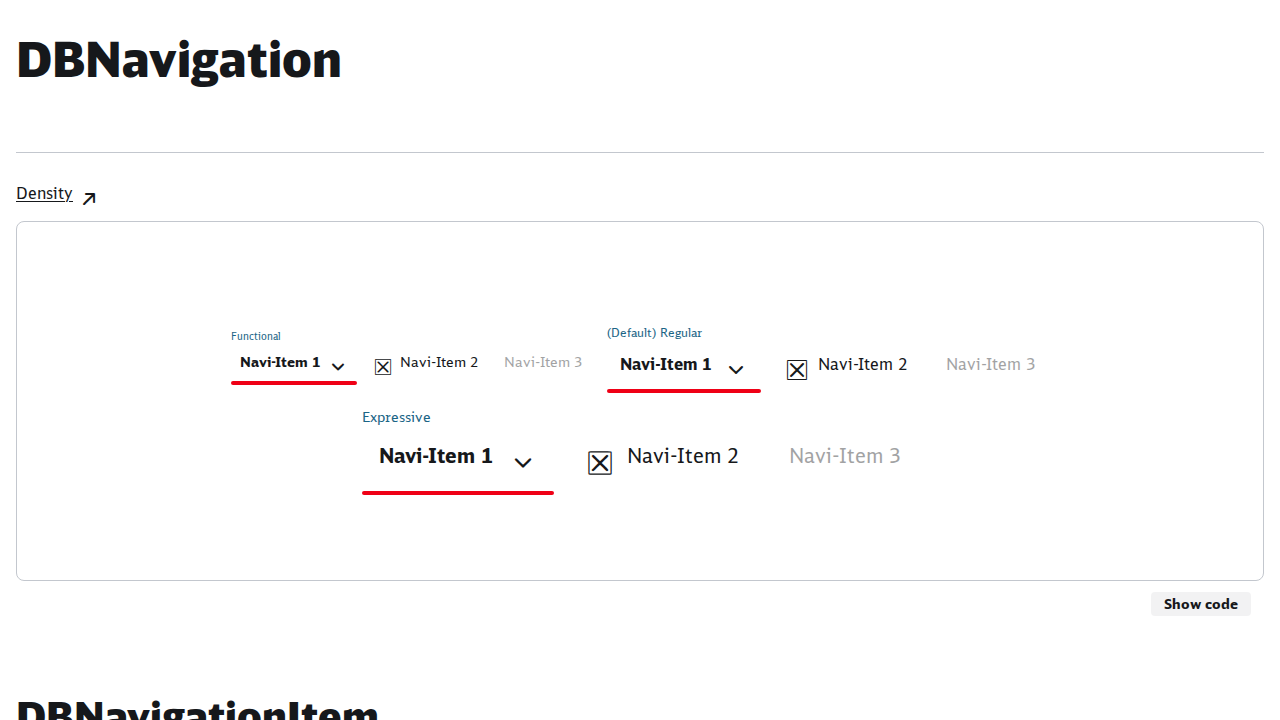 DBNavigation
Density
Functional
Navi-Item 1 Navi-Item 2 Navi-Item 3
(Default) Regular
Navi-Item 1 Navi-Item 2 Navi-Item 3
Expressive
Navi-Item 1 Navi-Item 2 Navi-Item 3
Show code
DBNavigationItem